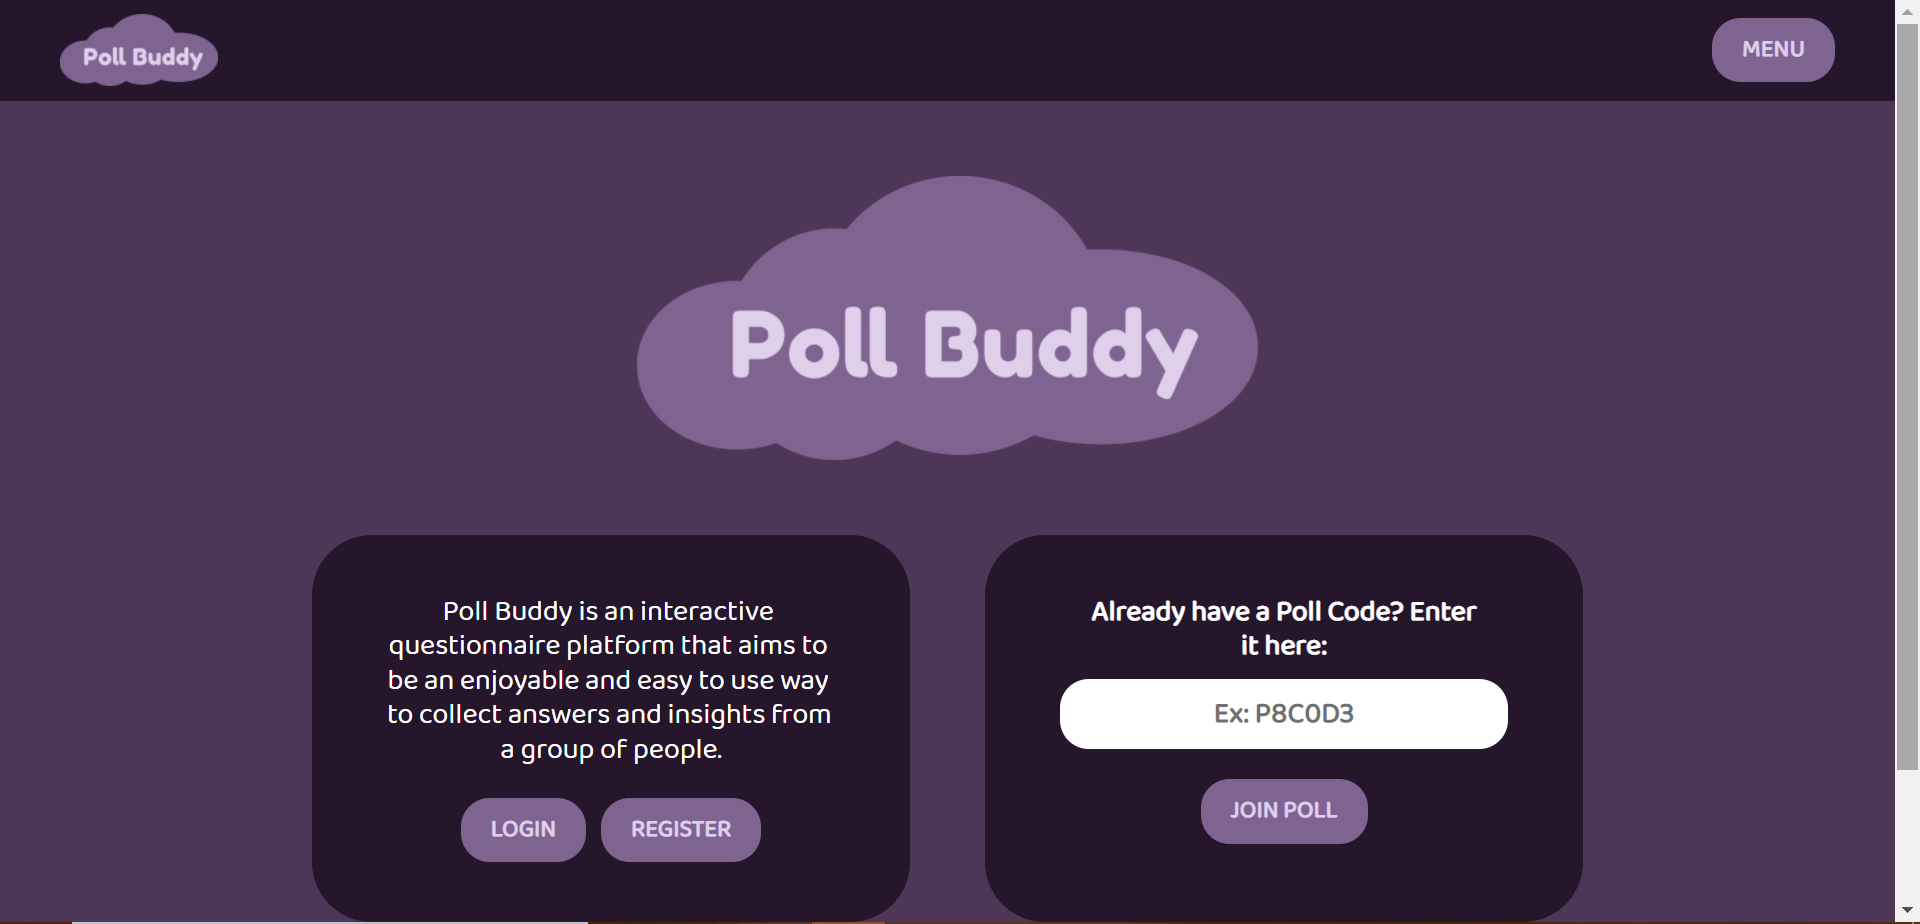 Poll Buddy
MENU
Poll Buddy
Poll Buddy is an interactive
questionnaire platform that aims to
be an enjoyable and easy to use way
to collect answers and insights from
a group of people.
LOGIN
REGISTER
Already have a Poll Code? Enter
it here:
Ex: P8C0D3
JOIN POLL